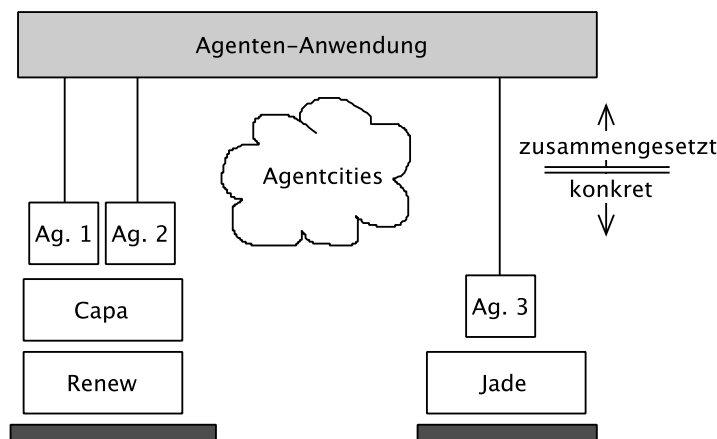 Agenten-Anwendung
zusammengesetzt
Agentcities
konkret
Ag. 1
Ag. 2
Capa
Ag. 3
Renew
Jade